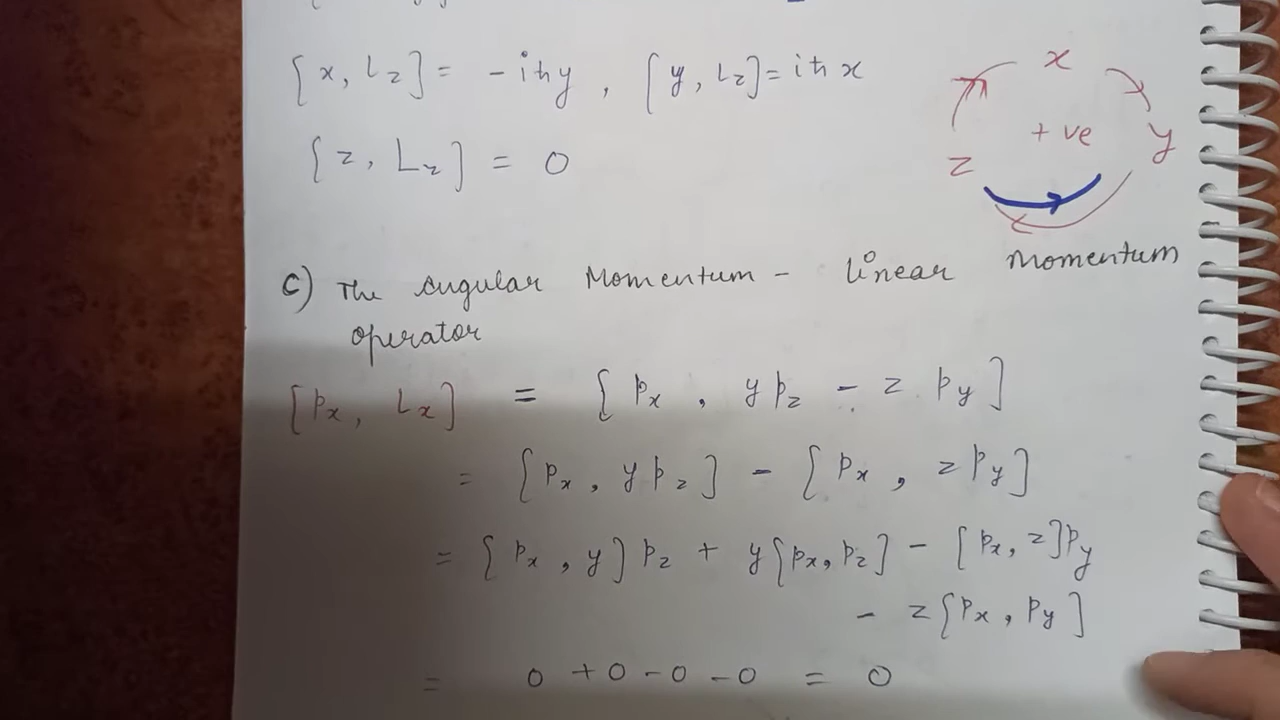 [x, Lz] = -iħy , [y, Lz] = iħx
[z, Lz] = 0
x
+ve
y
z
c) The Angular Momentum - linear momentum
operator
[px, Lx] = [px , ypz - z py]
= [px , ypz] - [px , zpy]
= [px , y]pz + y[px, pz] - [px, z]py
- z[px , py]
= 0 + 0 - 0 - 0 = 0